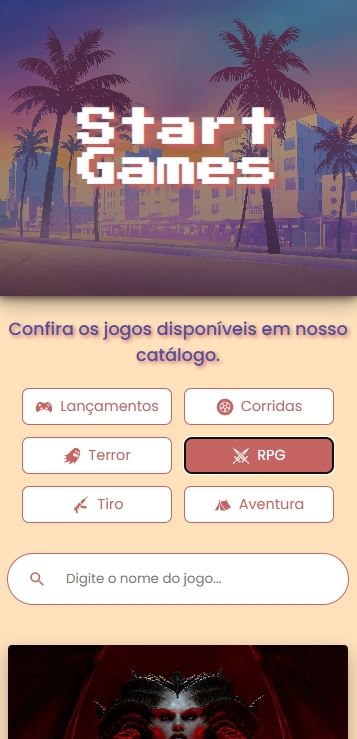 Start
Games
Confira os jogos disponíveis em nosso
catálogo.
Lançamentos
Corridas
Terror
RPG
Tiro
Aventura
Digite o nome do jogo...